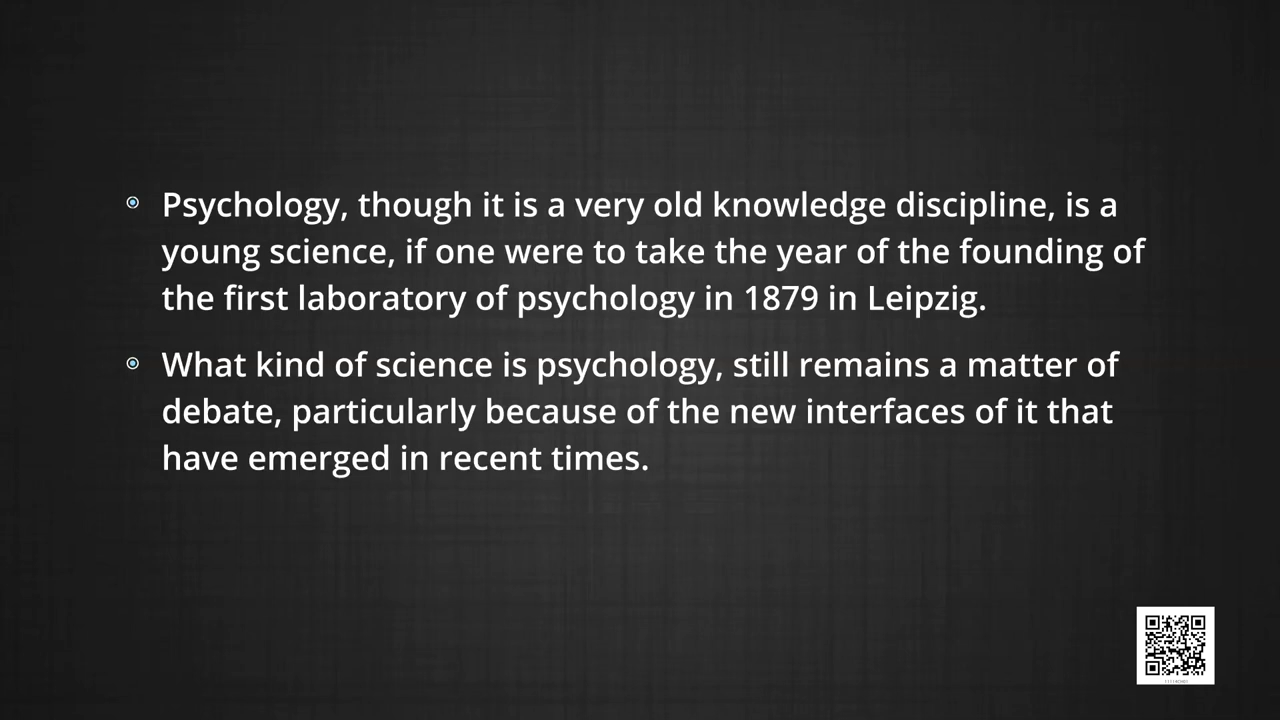 Psychology, though it is a very old knowledge discipline, is a
young science, if one were to take the year of the founding of
the first laboratory of psychology in 1879 in Leipzig.
What kind of science is psychology, still remains a matter of
debate, particularly because of the new interfaces of it that
have emerged in recent times.